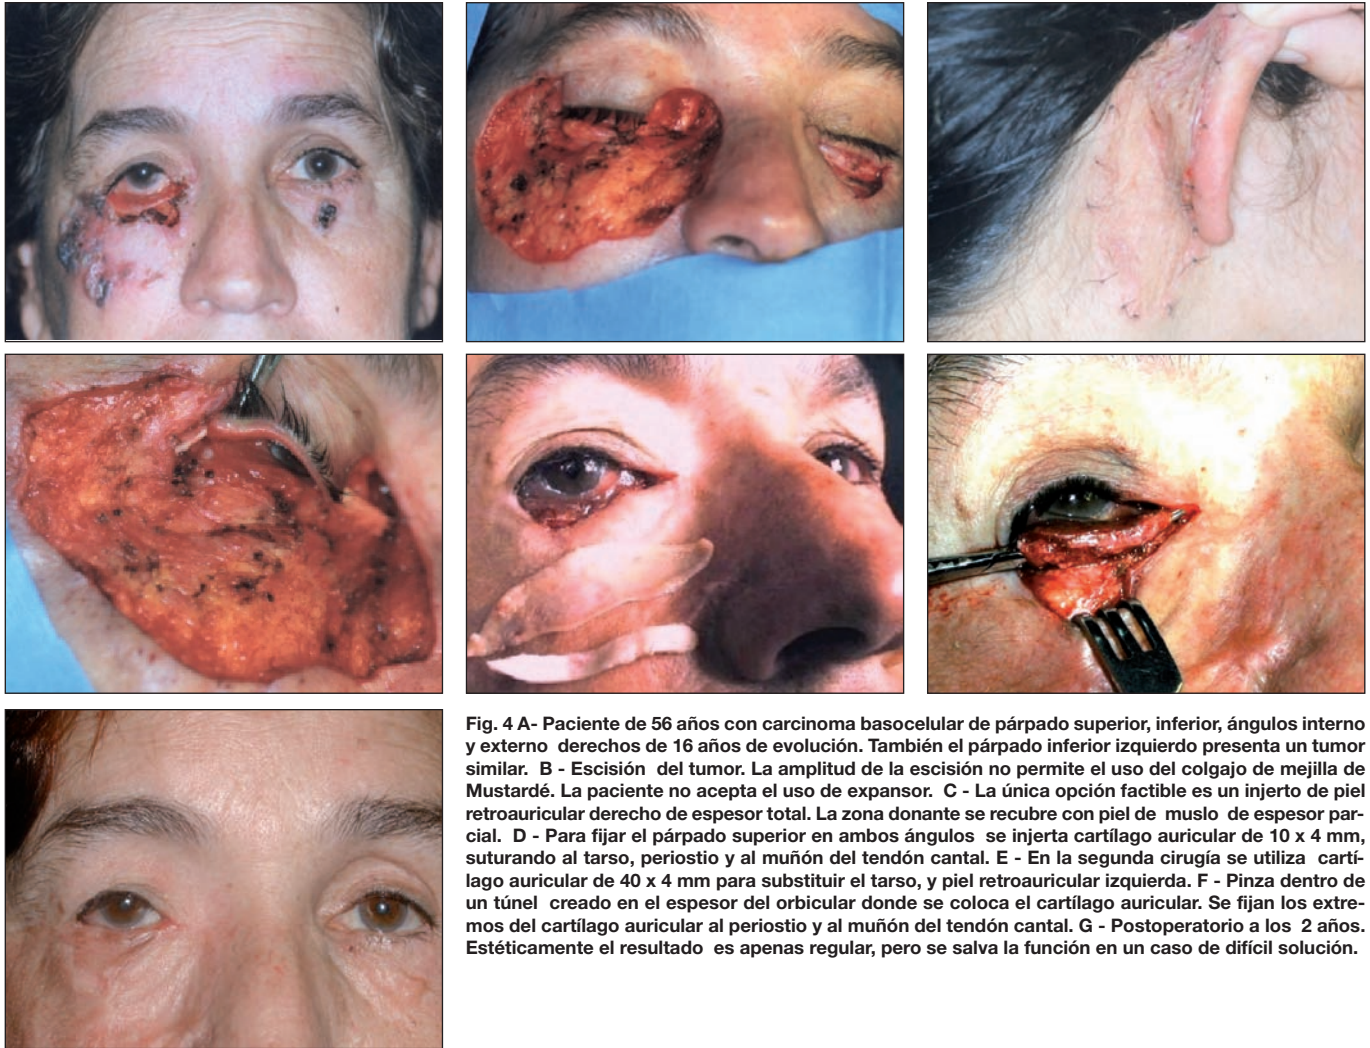 Fig. 4 A- Paciente de 56 años con carcinoma basocelular de párpado superior, inferior, ángulos interno
y externo derechos de 16 años de evolución. También el párpado inferior izquierdo presenta un tumor
similar. B - Escisión del tumor. La amplitud de la escisión no permite el uso del colgajo de mejilla de
Mustardé. La paciente no acepta el uso de expansor. C - La única opción factible es un injerto de piel
retroauricular derecho de espesor total. La zona donante se recubre con piel de muslo de espesor par-
cial. D - Para fijar el párpado superior en ambos ángulos se injerta cartílago auricular de 10 x 4 mm,
suturando al tarso, periostio y al muñón del tendón cantal. E - En la segunda cirugía se utiliza cartí-
lago auricular de 40 x 4 mm para substituir el tarso, y piel retroauricular izquierda. F - Pinza dentro de
un túnel creado en el espesor del orbicular donde se coloca el cartílago auricular. Se fijan los extre-
mos del cartílago auricular al periostio y al muñón del tendón cantal. G - Postoperatorio a los 2 años.
Estéticamente el resultado es apenas regular, pero se salva la función en un caso de difícil solución.